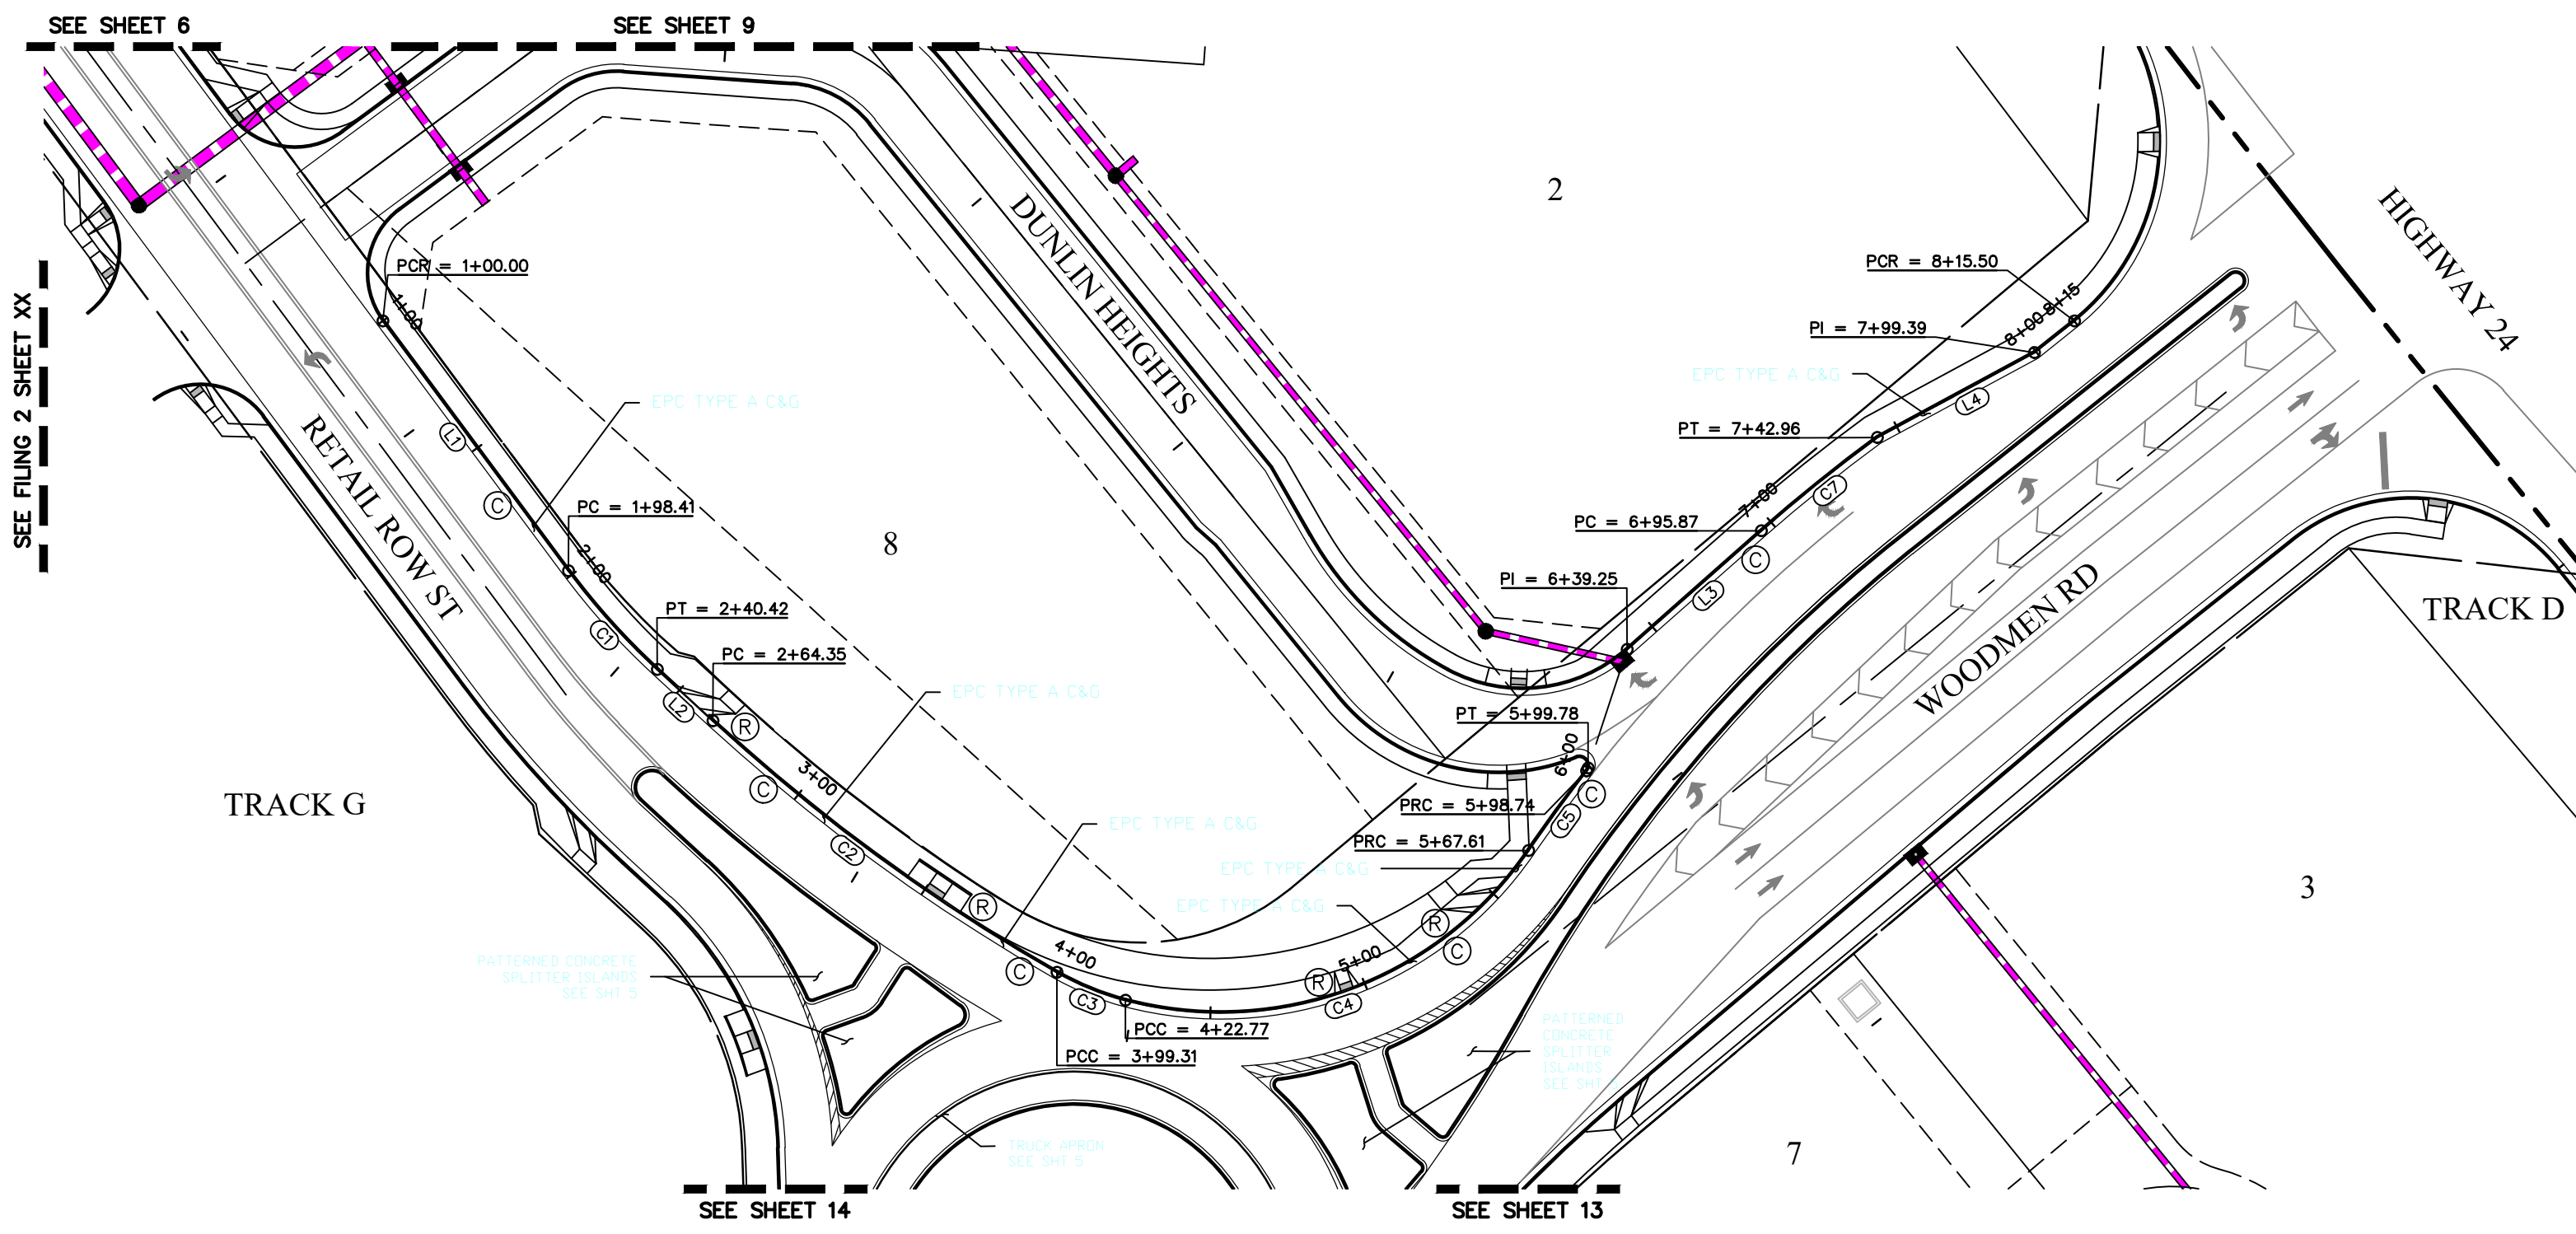 SEE SHEET 6
SEE SHEET 9
SEE FILING 2 SHEET XX
2
HIGHWAY 24
DUNLIN HEIGHTS
PCR = 1+00.00
1+00
PCR = 8+15.50
8+15
8+00
PI = 7+99.39
EPC TYPE A C&G
L4
EPC TYPE A C&G
PT = 7+42.96
L1
RETAIL ROW ST
C
PC = 1+98.41
2+00
8
7+00
C7
PC = 6+95.87
C
PI = 6+39.25
L3
WOODMEN RD
TRACK D
PT = 2+40.42
C1
PC = 2+64.35
L2
R
EPC TYPE A C&G
PT = 5+99.78
6+00
TRACK G
C
3+00
PRC = 5+98.74
C
C5
EPC TYPE A C&G
PRC = 5+67.61
C2
EPC TYPE A C&G
3
R
EPC TYPE A C&G
R
C
PATTERNED CONCRETE
SPLITTER ISLANDS
SEE SHT 5
C
4+00
R
5+00
C3
C4
PCC = 4+22.77
PCC = 3+99.31
PATTERNED
CONCRETE
SPLITTER
ISLANDS
SEE SHT
TRUCK APRON
SEE SHT 5
7
SEE SHEET 14
SEE SHEET 13